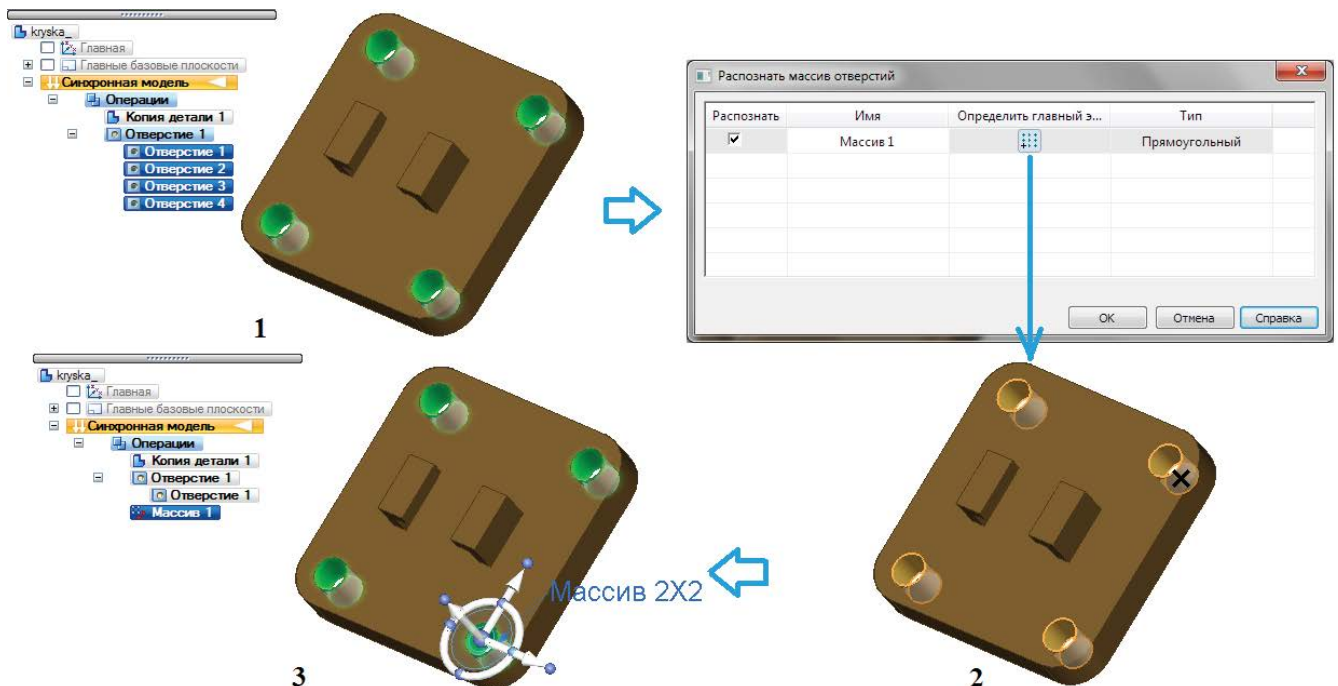 kryska_
Главная
Главные базовые плоскости
Синхронная модель
Операции
Копия детали 1
Отверстие 1
Отверстие 1
Отверстие 2
Отверстие 3
Отверстие 4
1
Распознать массив отверстий
Распознать Имя Определить главный э... Тип
Массив 1 Прямоугольный
ОК Отмена Справка
kryska_
Главная
Главные базовые плоскости
Синхронная модель
Операции
Копия детали 1
Отверстие 1
Отверстие 1
Массив 1
Массив 2X2
3
2